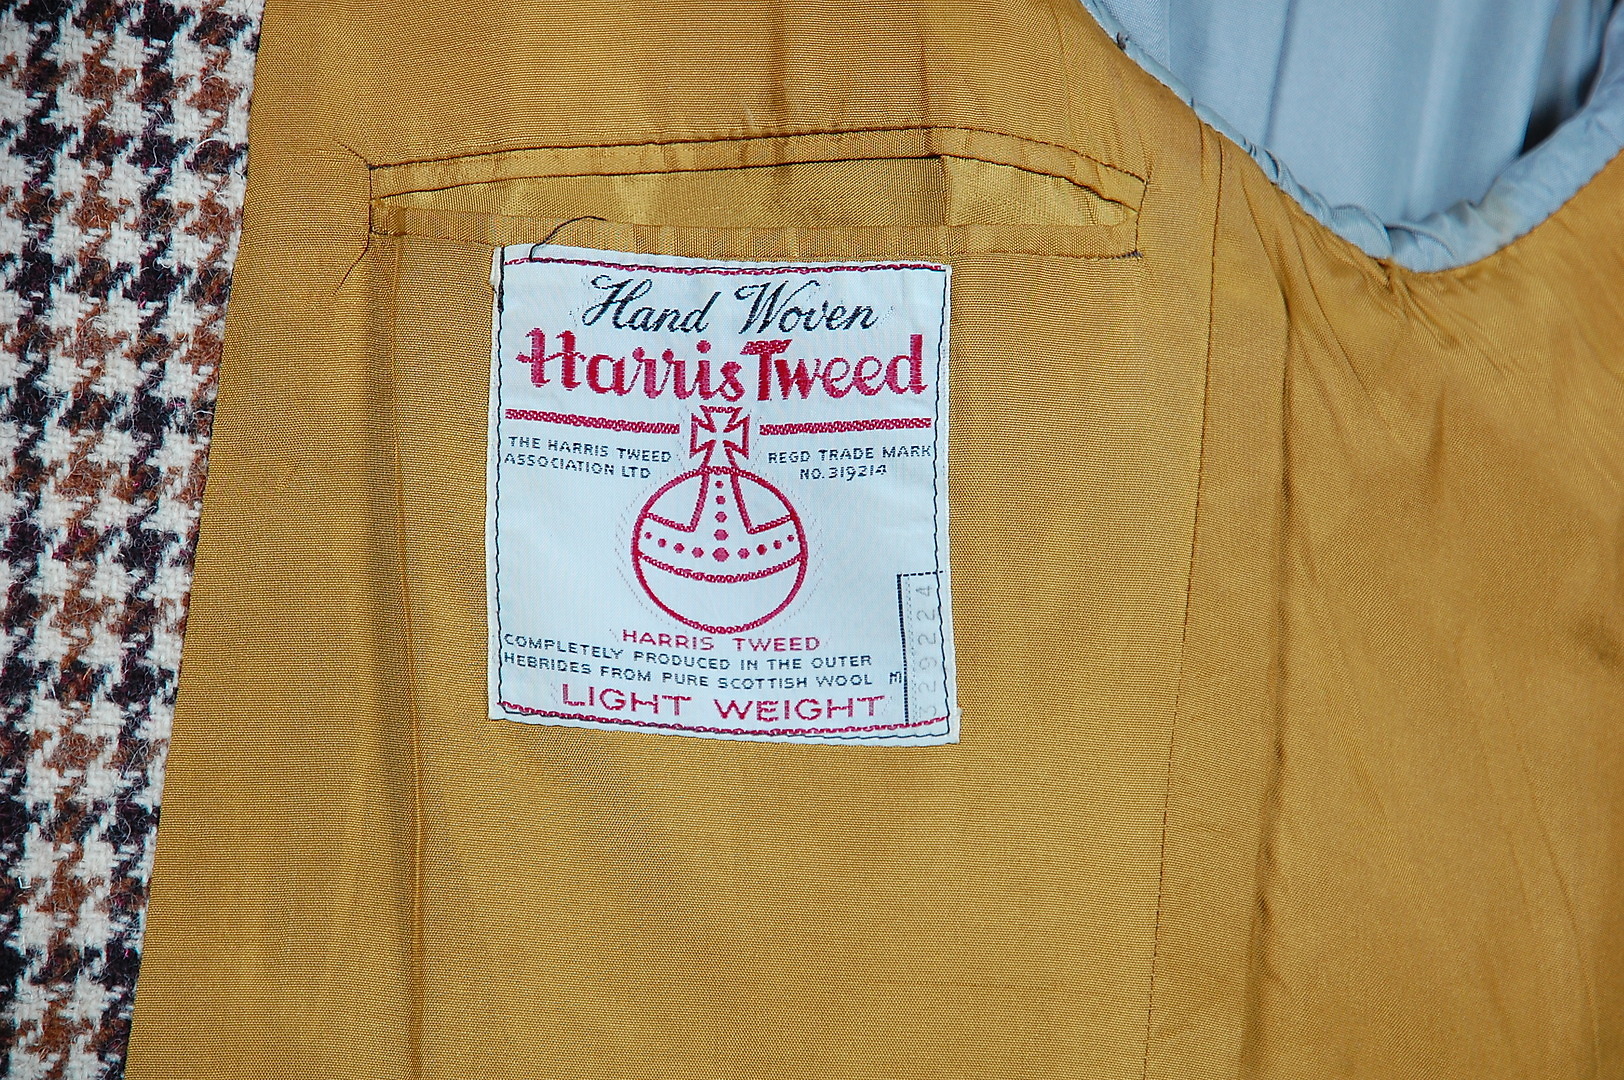 Hand Woven
Harris Tweed
THE HARRIS TWEED
ASSOCIATION LTD
REGD TRADE MARK
NO. 319214
HARRIS TWEED
COMPLETELY PRODUCED IN THE OUTER
HEBRIDES FROM PURE SCOTTISH WOOL M
LIGHT WEIGHT
329224